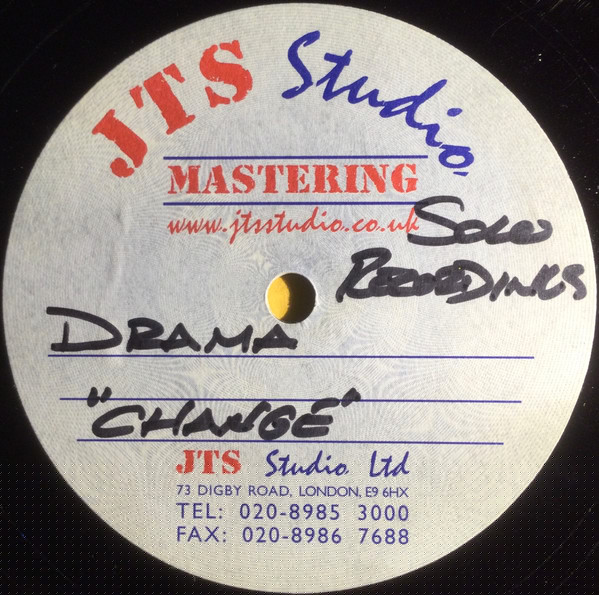 JTS Studio.
MASTERING
www.jtsstudio.co.uk
SOLID
RECORDINGS
DRAMA
"CHANGE"
JTS Studio Ltd
73 DIGBY ROAD, LONDON, E9 6HX
TEL: 020-8985 3000
FAX: 020-8986 7688